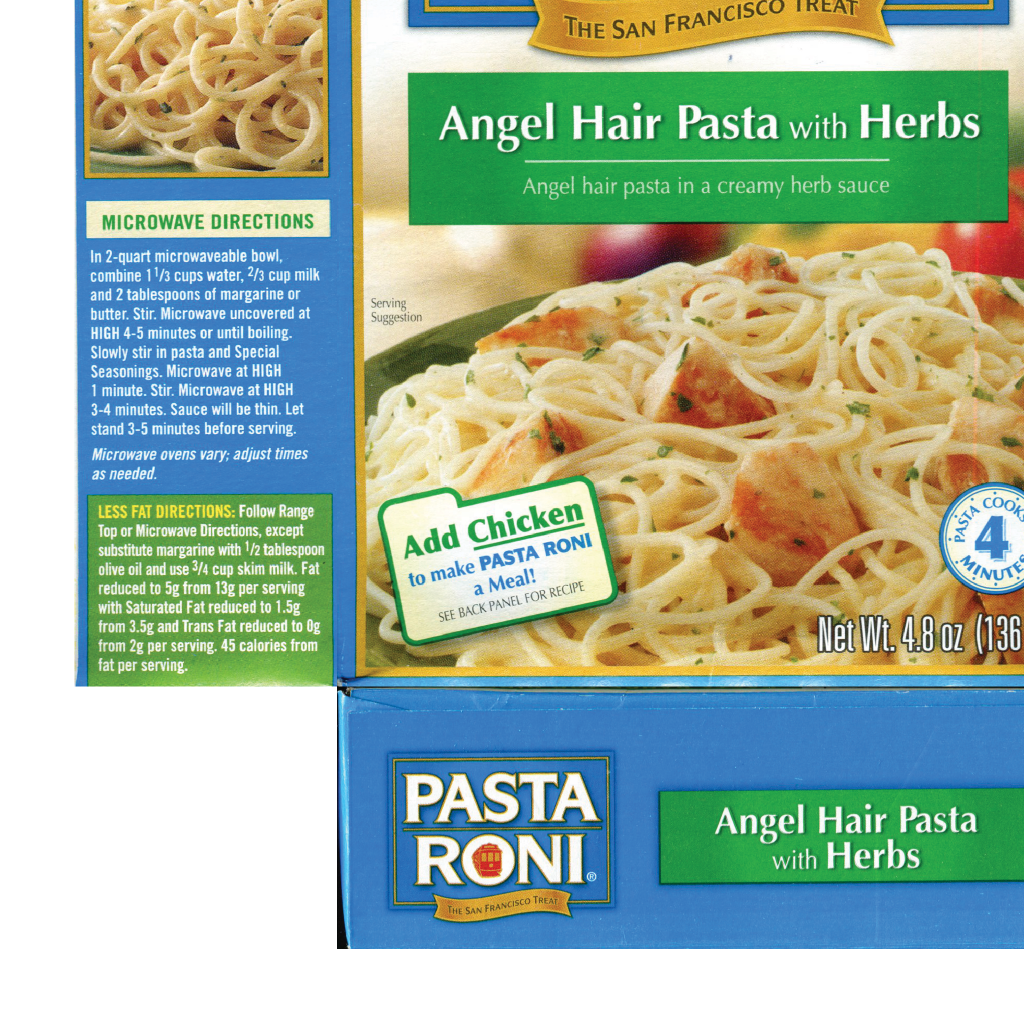 THE SAN FRANCISCO TREAT
Angel Hair Pasta with Herbs
Angel hair pasta in a creamy herb sauce
MICROWAVE DIRECTIONS
In 2-quart microwaveable bowl,
combine 1 1/3 cups water, 2/3 cup milk
and 2 tablespoons of margarine or
butter. Stir. Microwave uncovered at
HIGH 4-5 minutes or until boiling.
Slowly stir in pasta and Special
Seasonings. Microwave at HIGH
1 minute. Stir. Microwave at HIGH
3-4 minutes. Sauce will be thin. Let
stand 3-5 minutes before serving.
Microwave ovens vary; adjust times
as needed.
LESS FAT DIRECTIONS: Follow Range
Top or Microwave Directions, except
substitute margarine with 1/2 tablespoon
olive oil and use 3/4 cup skim milk. Fat
reduced to 5g from 13g per serving
with Saturated Fat reduced to 1.5g
from 3.5g and Trans Fat reduced to 0g
from 2g per serving. 45 calories from
fat per serving.
Serving
Suggestion
Add Chicken
to make PASTA RONI
a Meal!
SEE BACK PANEL FOR RECIPE
PASTA COOKS
4
MINUTES
Net Wt. 4.8 oz (136
PASTA
RONI®
THE SAN FRANCISCO TREAT
Angel Hair Pasta
with Herbs